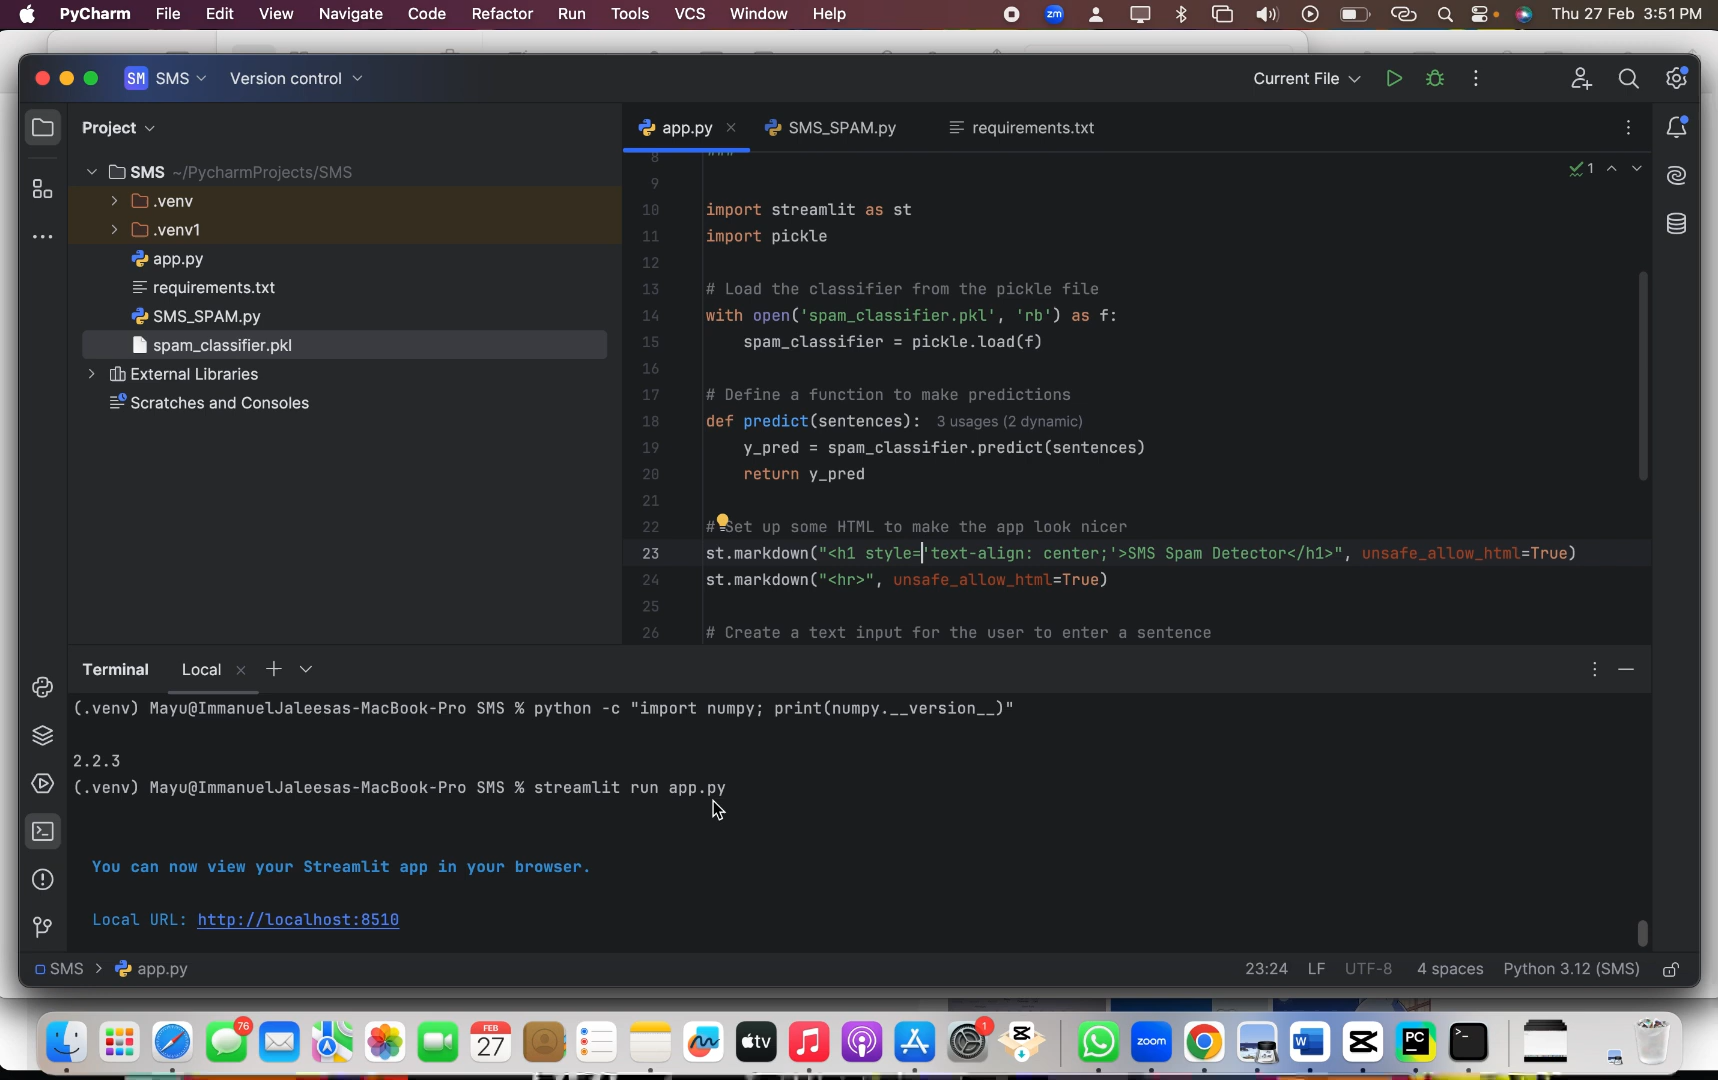 PyCharm File Edit View Navigate Code Refactor Run Tools VCS Window Help zm Thu 27 Feb 3:51 PM
SM SMS Version control Current File
Project
app.py SMS_SPAM.py requirements.txt
SMS ~/PycharmProjects/SMS
.venv
.venv1
app.py
requirements.txt
SMS_SPAM.py
spam_classifier.pkl
External Libraries
Scratches and Consoles
1
8 """
9
10 import streamlit as st
11 import pickle
12
13 # Load the classifier from the pickle file
14 with open('spam_classifier.pkl', 'rb') as f:
15 spam_classifier = pickle.load(f)
16
17 # Define a function to make predictions
18 def predict(sentences): 3 usages (2 dynamic)
19 y_pred = spam_classifier.predict(sentences)
20 return y_pred
21
22 # Set up some HTML to make the app look nicer
23 st.markdown("<h1 style='text-align: center;'>SMS Spam Detector</h1>", unsafe_allow_html=True)
24 st.markdown("<hr>", unsafe_allow_html=True)
25
26 # Create a text input for the user to enter a sentence
Terminal Local
(.venv) Mayu@ImmanuelJaleesas-MacBook-Pro SMS % python -c "import numpy; print(numpy.__version__)"
2.2.3
(.venv) Mayu@ImmanuelJaleesas-MacBook-Pro SMS % streamlit run app.py
You can now view your Streamlit app in your browser.
Local URL: http://localhost:8510
SMS > app.py 23:24 LF UTF-8 4 spaces Python 3.12 (SMS)
76 FEB 27 tv 1 zoom W PC